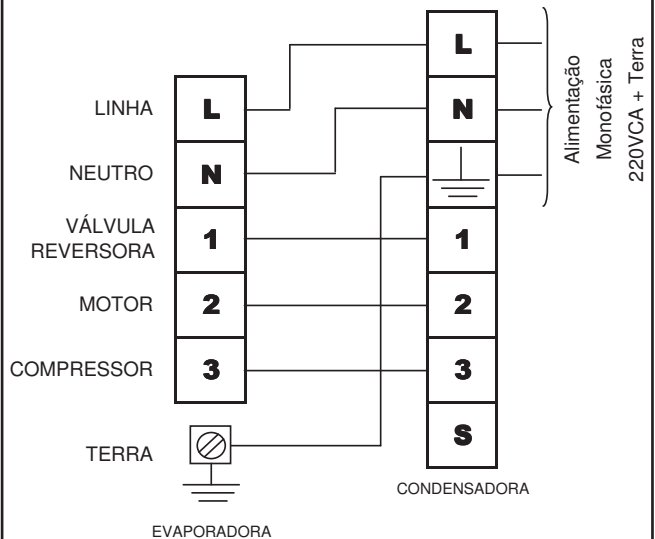 LINHA
NEUTRO
VÁLVULA
REVERSORA
MOTOR
COMPRESSOR
TERRA
L
N
1
2
3
EVAPORADORA
L
N
1
2
3
S
CONDENSADORA
Alimentação
Monofásica
220VCA + Terra